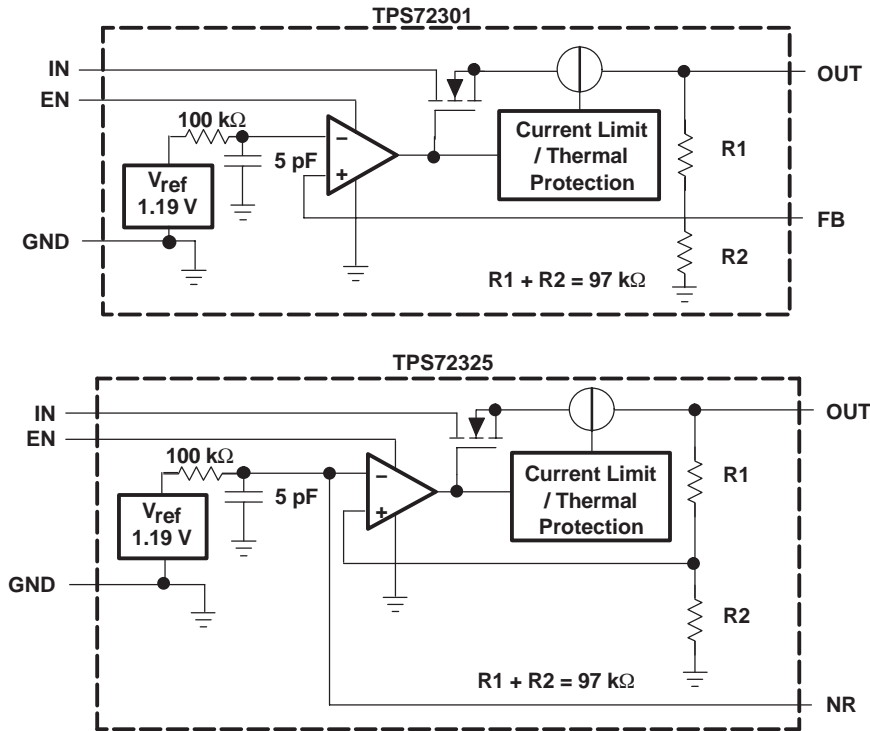 TPS72301
IN
OUT
EN
100 kΩ
−
+
5 pF
Current Limit
/ Thermal
Protection
R1
Vref
1.19 V
FB
GND
R2
R1 + R2 = 97 kΩ
TPS72325
IN
OUT
EN
100 kΩ
−
+
5 pF
Current Limit
/ Thermal
Protection
R1
Vref
1.19 V
GND
R2
R1 + R2 = 97 kΩ
NR